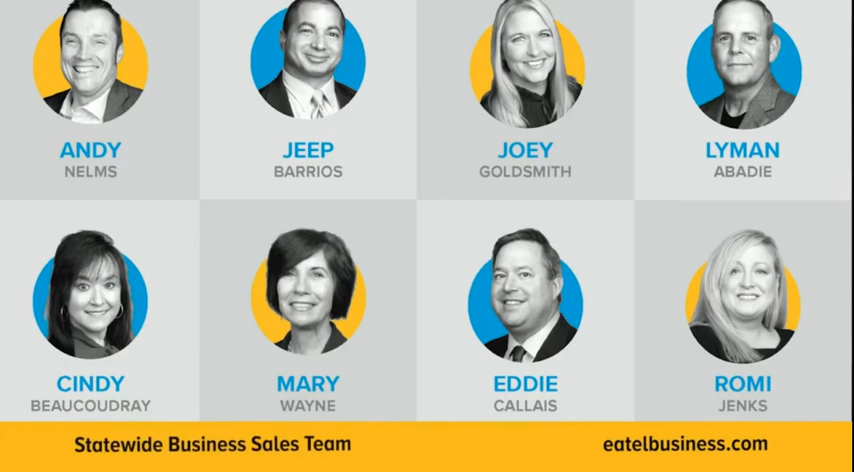 ANDY
NELMS
JEEP
BARRIOS
JOEY
GOLDSMITH
LYMAN
ABADIE
CINDY
BEAUCOUDRAY
MARY
WAYNE
EDDIE
CALLAIS
ROMI
JENKS
Statewide Business Sales Team
eatelbusiness.com